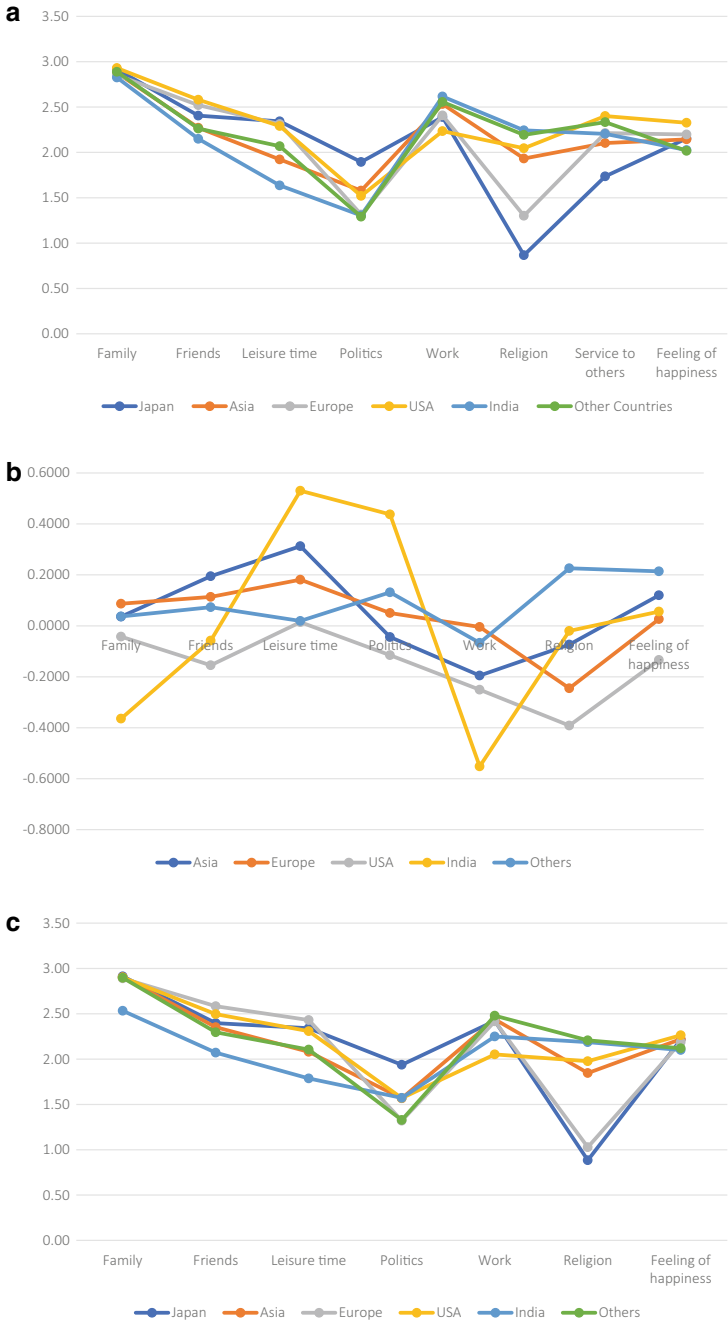 a
3.50
3.00
2.50
2.00
1.50
1.00
0.50
0.00
Family Friends Leisure time Politics Work Religion Service to others Feeling of happiness
Japan Asia Europe USA India Other Countries
b
0.6000
0.4000
0.2000
0.0000
Family Friends Leisure time Politics Work Religion Feeling of happiness
-0.2000
-0.4000
-0.6000
-0.8000
Asia Europe USA India Others
c
3.50
3.00
2.50
2.00
1.50
1.00
0.50
0.00
Family Friends Leisure time Politics Work Religion Feeling of happiness
Japan Asia Europe USA India Others